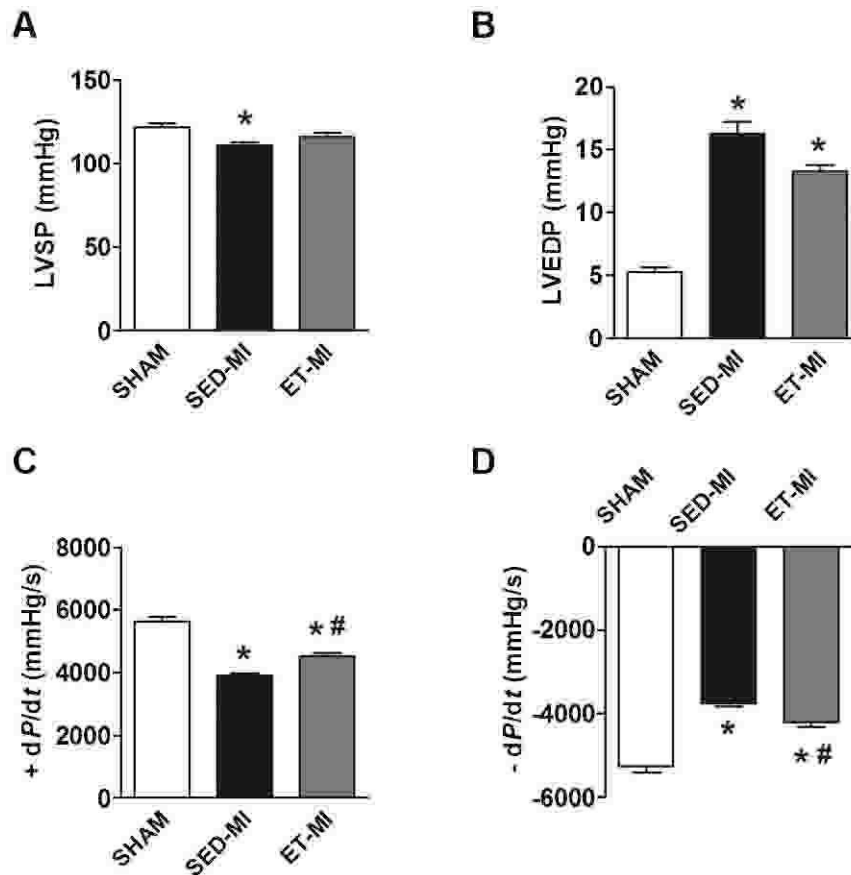 A
LVSP (mmHg)
150
100
50
0
*
SHAM
SED-MI
ET-MI
B
LVEDP (mmHg)
20
15
10
5
0
*
*
SHAM
SED-MI
ET-MI
C
+ dP/dt (mmHg/s)
8000
6000
4000
2000
0
*
* #
SHAM
SED-MI
ET-MI
D
SHAM
SED-MI
ET-MI
- dP/dt (mmHg/s)
0
-2000
-4000
-6000
*
* #